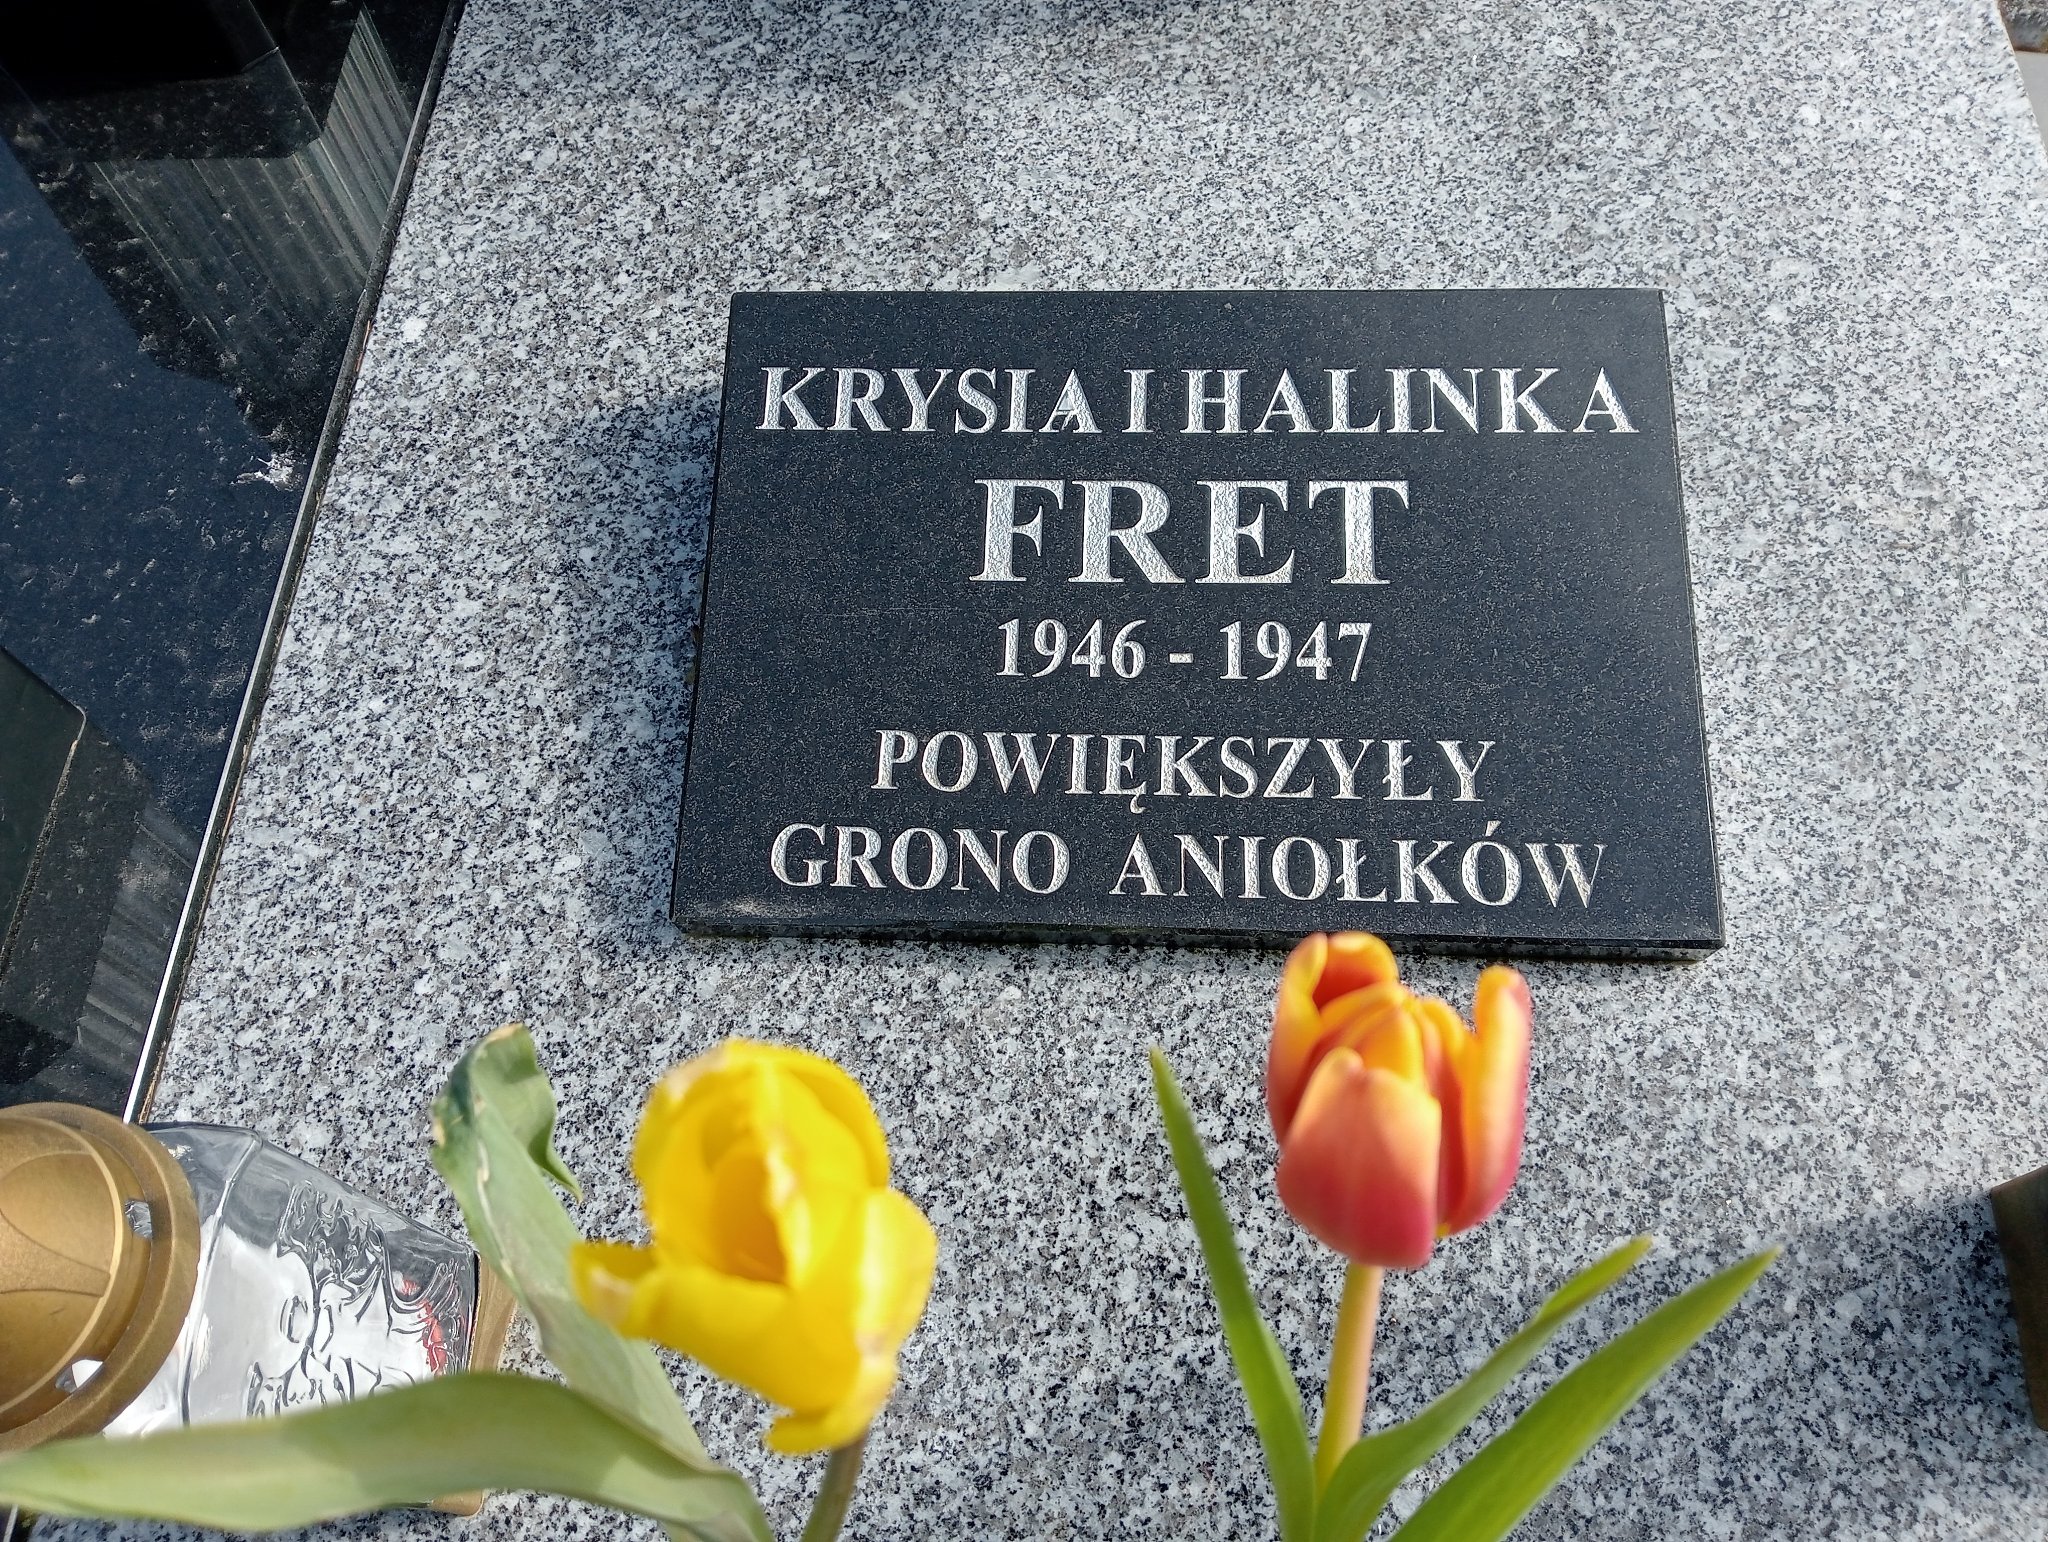 KRYSIA I HALINKA
FRET
1946 - 1947
POWIĘKSZYŁY
GRONO ANIOŁKÓW